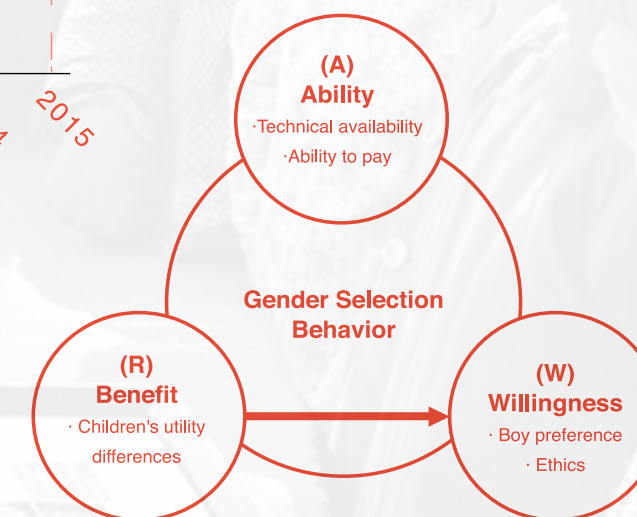 2015
(A)
Ability
·Technical availability
·Ability to pay
Gender Selection
Behavior
(R)
Benefit
· Children's utility
differences
(W)
Willingness
· Boy preference
· Ethics